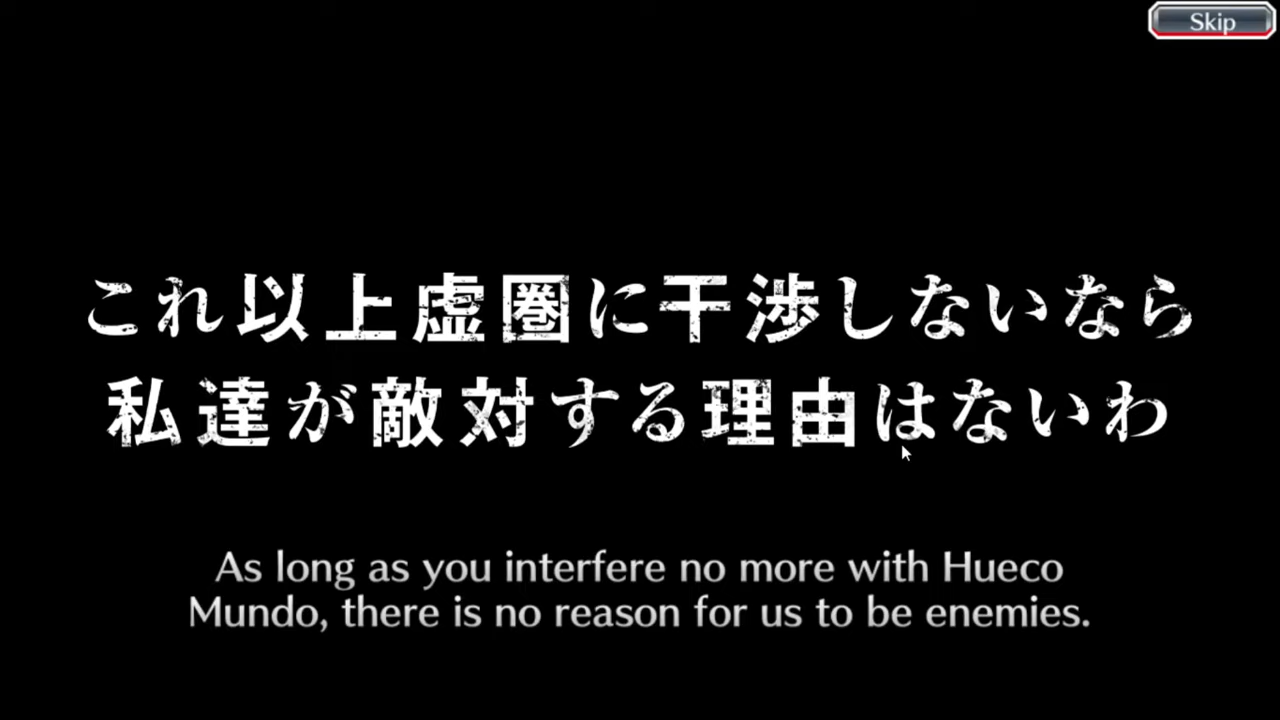 Skip
これ以上虚圏に干渉しないなら
私達が敵対する理由はないわ
As long as you interfere no more with Hueco
Mundo, there is no reason for us to be enemies.